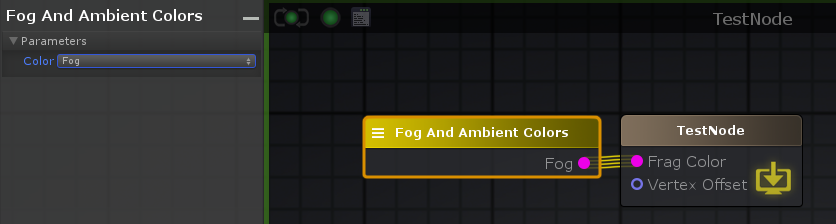 Fog And Ambient Colors
Parameters
Color Fog
TestNode
Fog And Ambient Colors
Fog
TestNode
Frag Color
Vertex Offset